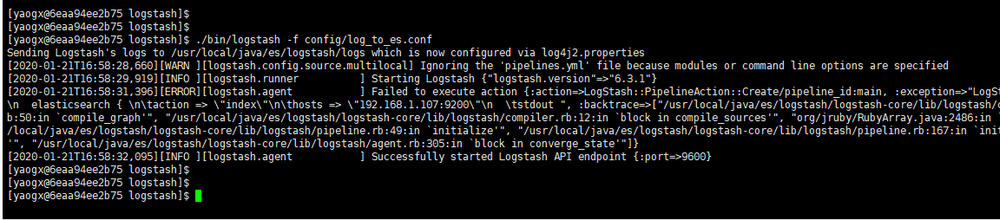 [yaogx@6eaa94ee2b75 logstash]$
[yaogx@6eaa94ee2b75 logstash]$
[yaogx@6eaa94ee2b75 logstash]$ ./bin/logstash -f config/log_to_es.conf
Sending Logstash's logs to /usr/local/java/es/logstash/logs which is now configured via log4j2.properties
[2020-01-21T16:58:28,660][WARN ][logstash.config.source.multilocal] Ignoring the 'pipelines.yml' file because modules or command line options are specified
[2020-01-21T16:58:29,919][INFO ][logstash.runner          ] Starting Logstash {"logstash.version"=>"6.3.1"}
[2020-01-21T16:58:31,396][ERROR][logstash.agent           ] Failed to execute action {:action=>LogStash::PipelineAction::Create/pipeline_id:main, :exception=>"LogSt
\n  elasticsearch { \n\taction => \"index\"\n\thosts => \"192.168.1.107:9200\"\n  \tstdout ", :backtrace=>["/usr/local/java/es/logstash/logstash-core/lib/logstash/c
b:50:in `compile_graph'", "/usr/local/java/es/logstash/logstash-core/lib/logstash/compiler.rb:12:in `block in compile_sources'", "org/jruby/RubyArray.java:2486:in `
/local/java/es/logstash/logstash-core/lib/logstash/pipeline.rb:49:in `initialize'", "/usr/local/java/es/logstash/logstash-core/lib/logstash/pipeline.rb:167:in `init
'", "/usr/local/java/es/logstash/logstash-core/lib/logstash/agent.rb:305:in `block in converge_state'"]}
[2020-01-21T16:58:32,095][INFO ][logstash.agent           ] Successfully started Logstash API endpoint {:port=>9600}
[yaogx@6eaa94ee2b75 logstash]$
[yaogx@6eaa94ee2b75 logstash]$
[yaogx@6eaa94ee2b75 logstash]$